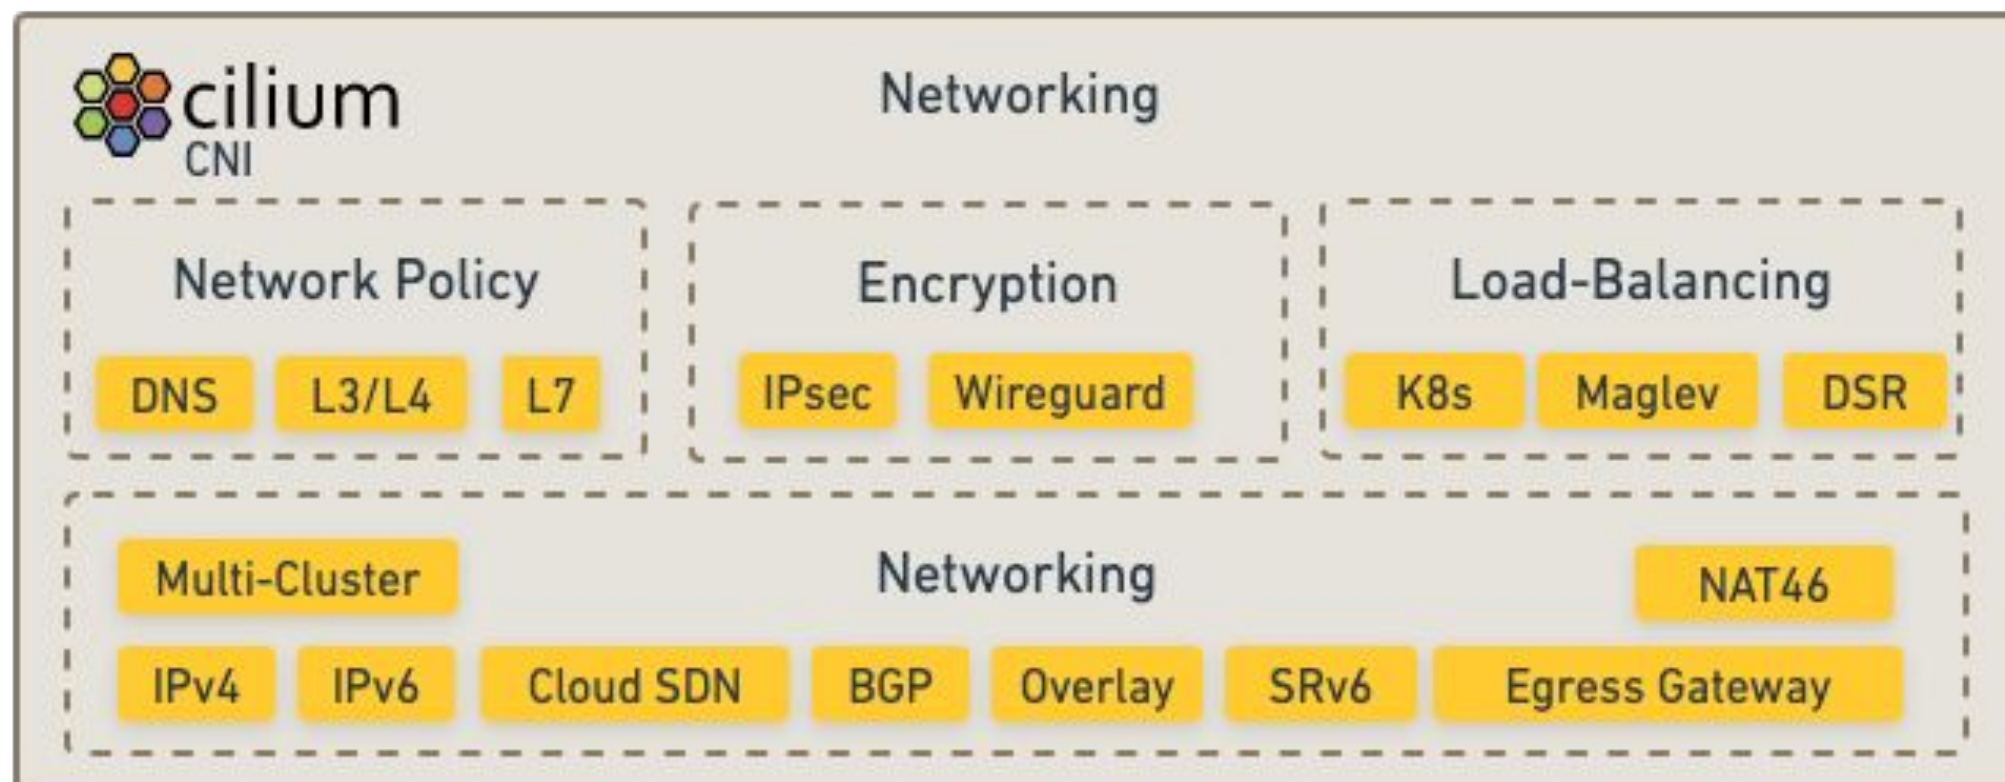 cilium
CNI
Networking
Network Policy
DNS L3/L4 L7
Encryption
IPsec Wireguard
Load-Balancing
K8s Maglev DSR
Multi-Cluster Networking NAT46
IPv4 IPv6 Cloud SDN BGP Overlay SRv6 Egress Gateway